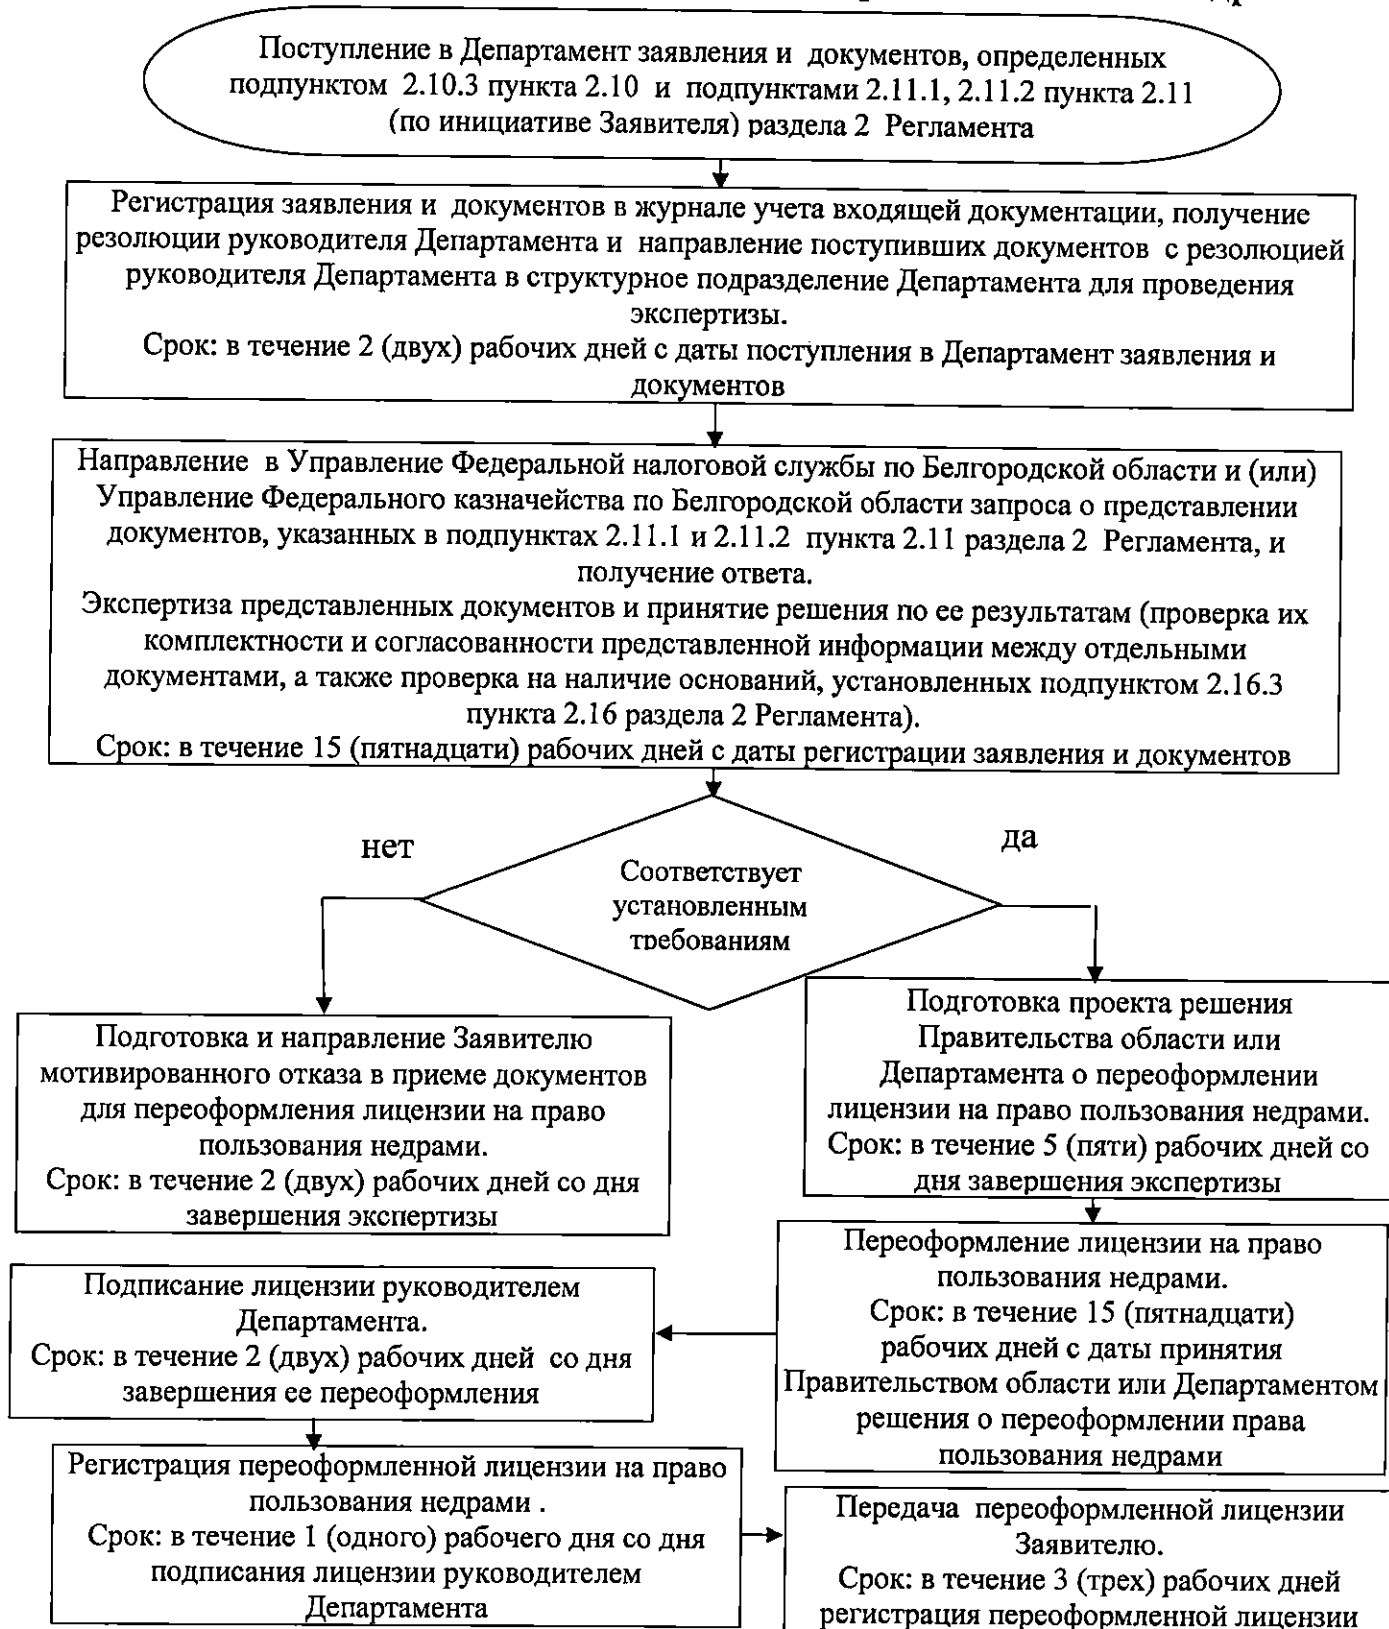 Поступление в Департамент заявления и документов, определенных
подпунктом 2.10.3 пункта 2.10 и подпунктами 2.11.1, 2.11.2 пункта 2.11
(по инициативе Заявителя) раздела 2 Регламента
Регистрация заявления и документов в журнале учета входящей документации, получение
резолюции руководителя Департамента и направление поступивших документов с резолюцией
руководителя Департамента в структурное подразделение Департамента для проведения
экспертизы.
Срок: в течение 2 (двух) рабочих дней с даты поступления в Департамент заявления и
документов
Направление в Управление Федеральной налоговой службы по Белгородской области и (или)
Управление Федерального казначейства по Белгородской области запроса о представлении
документов, указанных в подпунктах 2.11.1 и 2.11.2 пункта 2.11 раздела 2 Регламента, и
получение ответа.
Экспертиза представленных документов и принятие решения по ее результатам (проверка их
комплектности и согласованности представленной информации между отдельными
документами, а также проверка на наличие оснований, установленных подпунктом 2.16.3
пункта 2.16 раздела 2 Регламента).
Срок: в течение 15 (пятнадцати) рабочих дней с даты регистрации заявления и документов
нет
да
Соответствует
установленным
требованиям
Подготовка и направление Заявителю
мотивированного отказа в приеме документов
для переоформления лицензии на право
пользования недрами.
Срок: в течение 2 (двух) рабочих дней со дня
завершения экспертизы
Подготовка проекта решения
Правительства области или
Департамента о переоформлении
лицензии на право пользования недрами.
Срок: в течение 5 (пяти) рабочих дней со
дня завершения экспертизы
Переоформление лицензии на право
пользования недрами.
Срок: в течение 15 (пятнадцати)
рабочих дней с даты принятия
Правительством области или Департаментом
решения о переоформлении права
пользования недрами
Подписание лицензии руководителем
Департамента.
Срок: в течение 2 (двух) рабочих дней со дня
завершения ее переоформления
Регистрация переоформленной лицензии на право
пользования недрами .
Срок: в течение 1 (одного) рабочего дня со дня
подписания лицензии руководителем
Департамента
Передача переоформленной лицензии
Заявителю.
Срок: в течение 3 (трех) рабочих дней
регистрация переоформленной лицензии